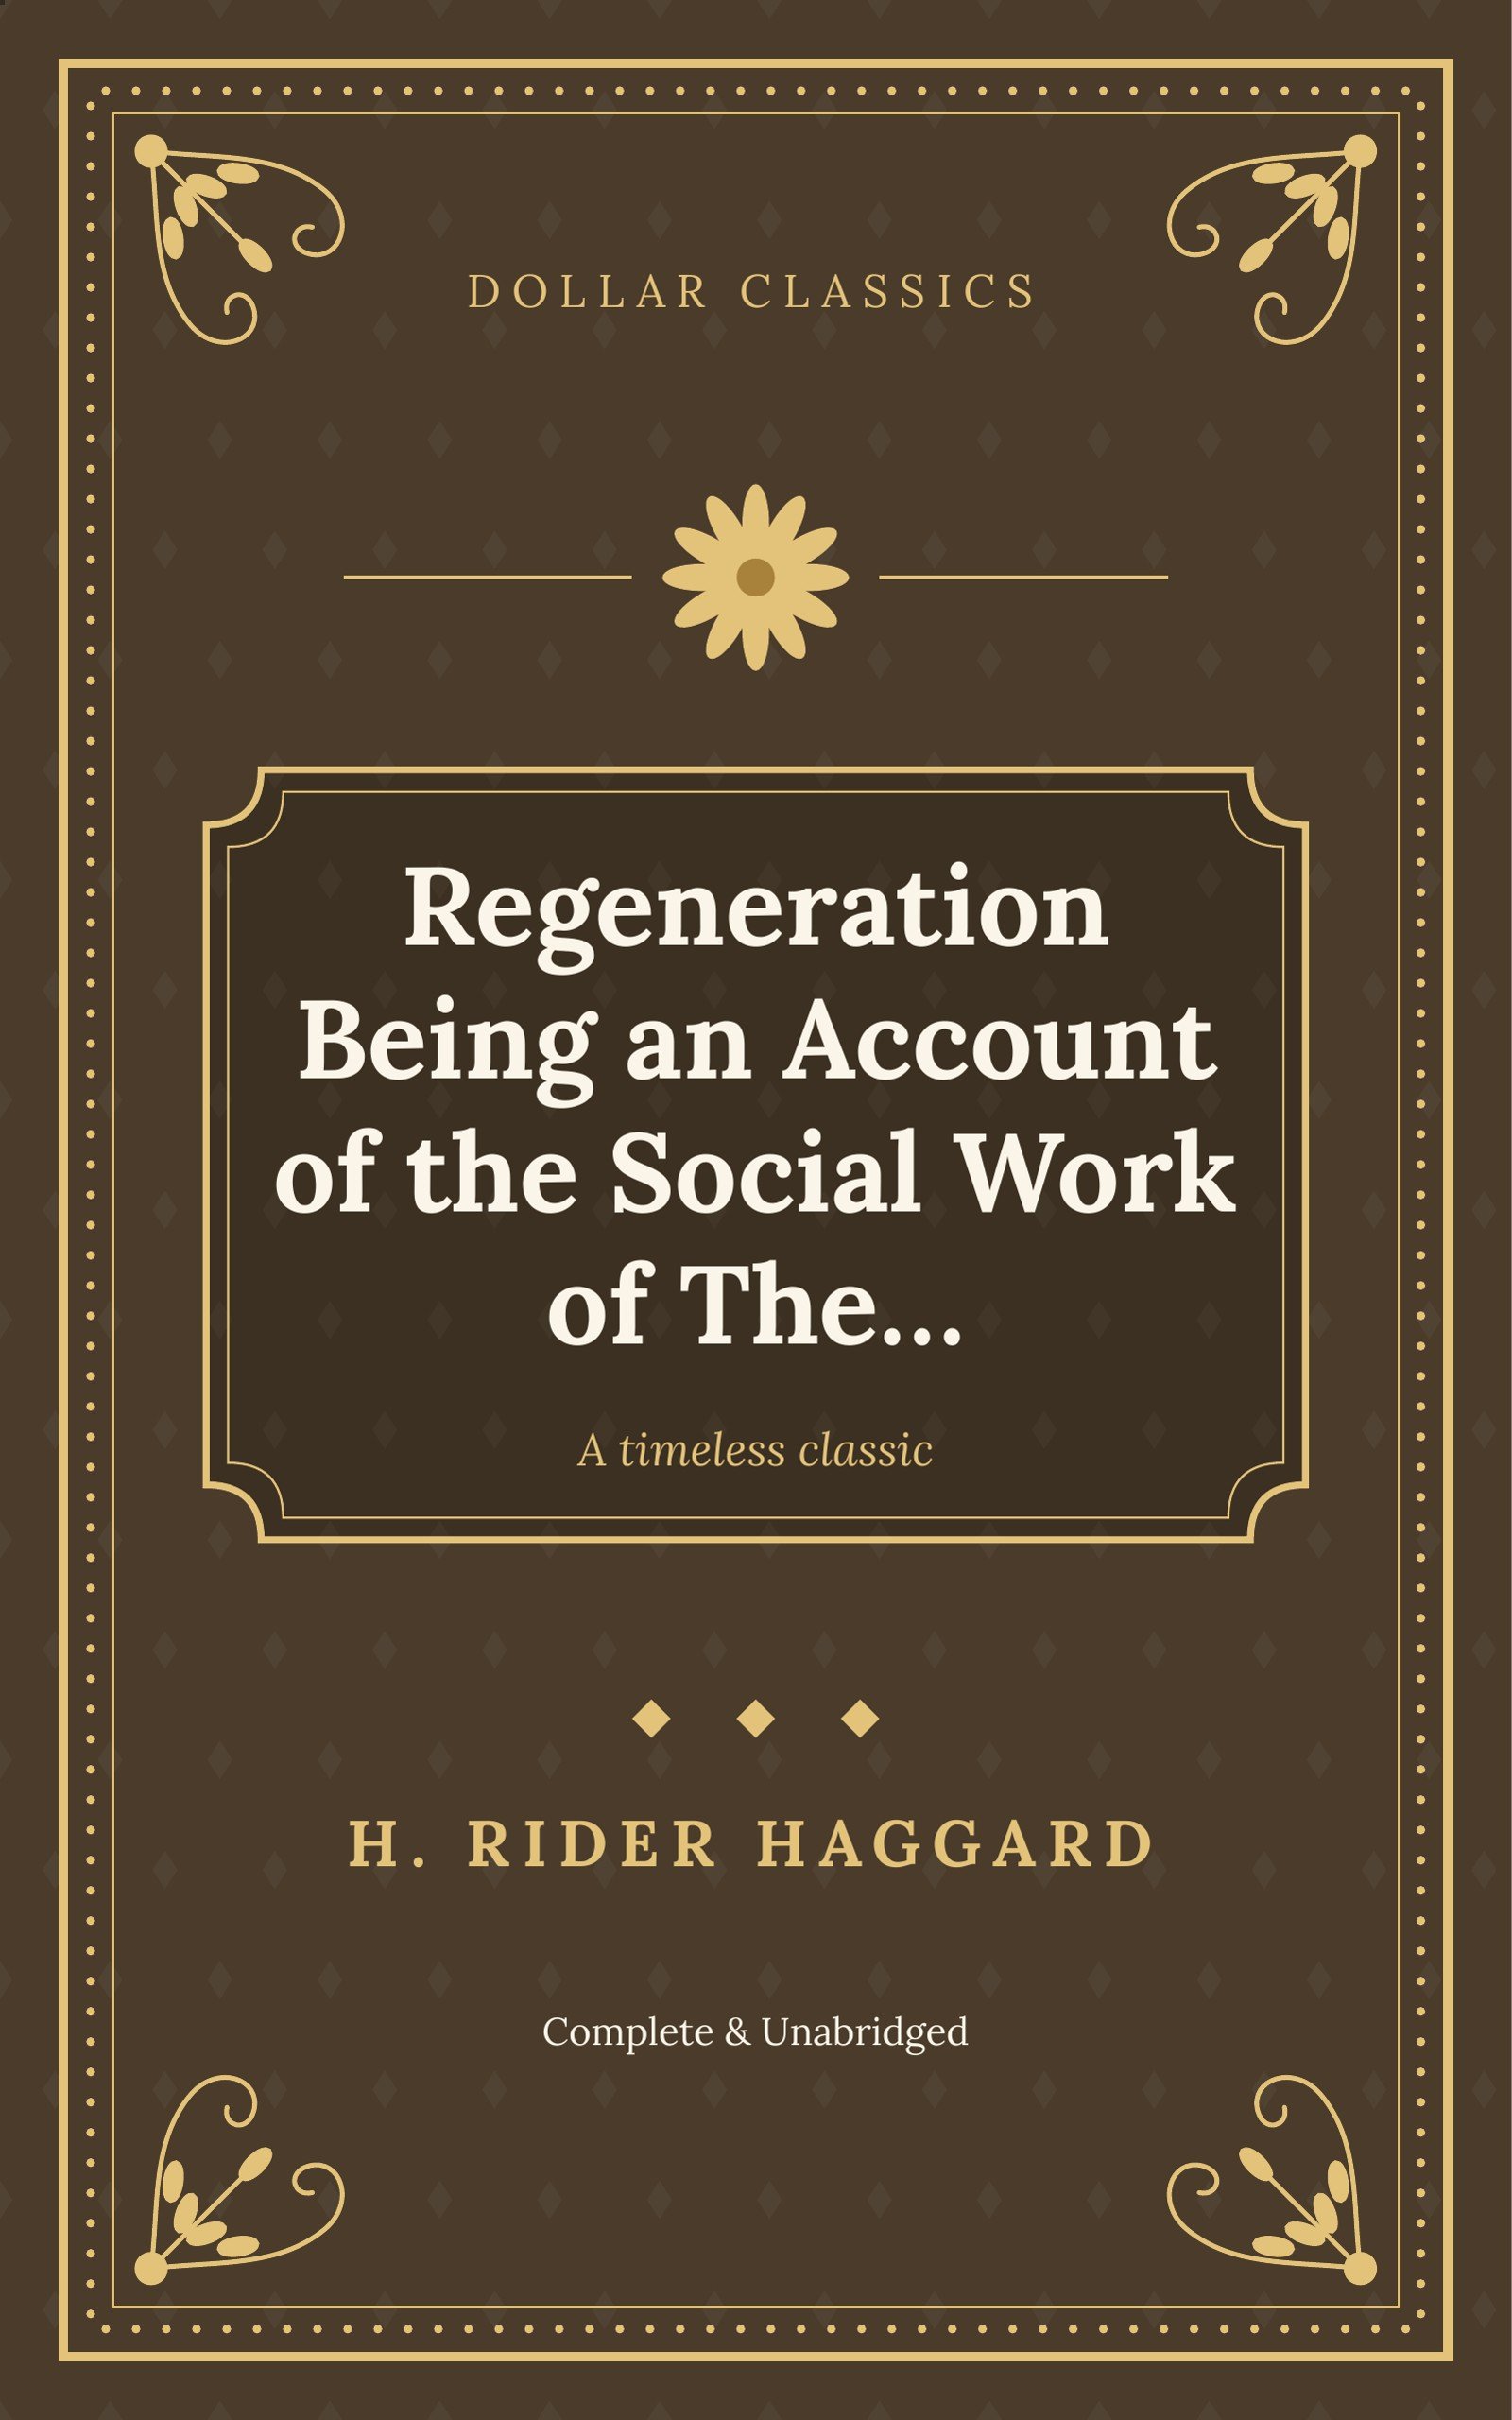 DOLLAR CLASSICS
Regeneration
Being an Account
of the Social Work
of The...
A timeless classic
H. RIDER HAGGARD
Complete & Unabridged